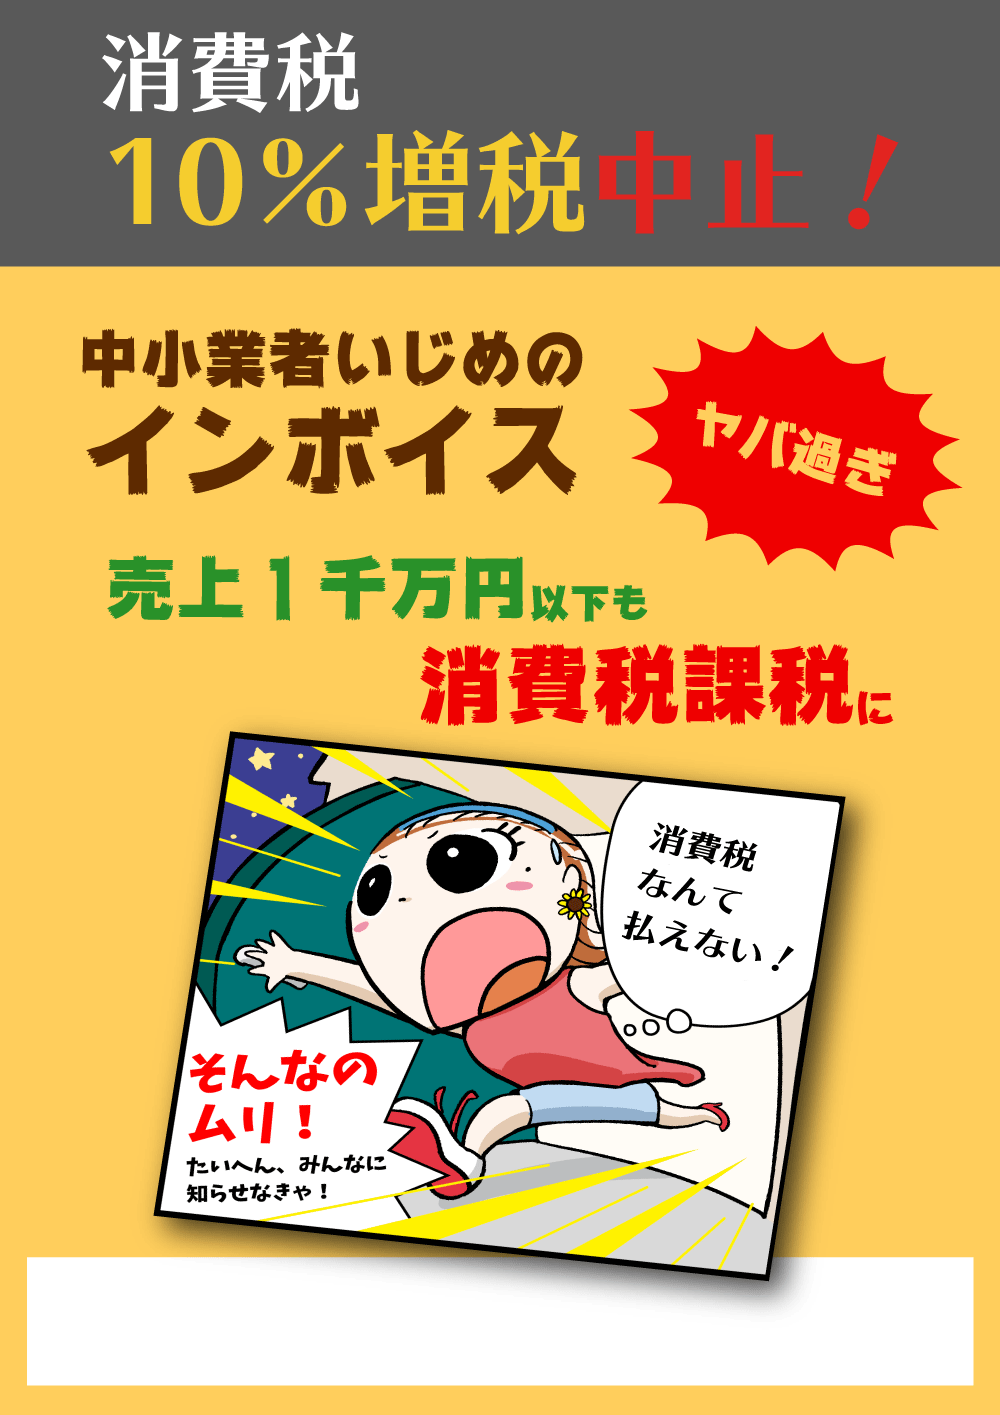 消費税
10％増税中止！
中小業者いじめの
インボイス
ヤバ過ぎ
売上１千万円以下も
消費税課税に
消費税
なんて
払えない！
そんなの
ムリ！
たいへん、みんなに
知らせなきゃ！